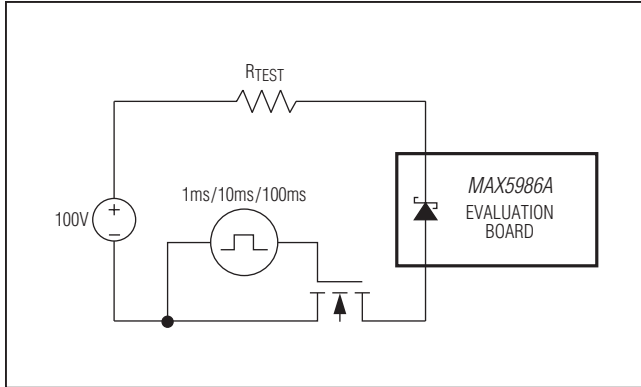 RTEST
1ms/10ms/100ms
100V
+
−
MAX5986A
EVALUATION
BOARD